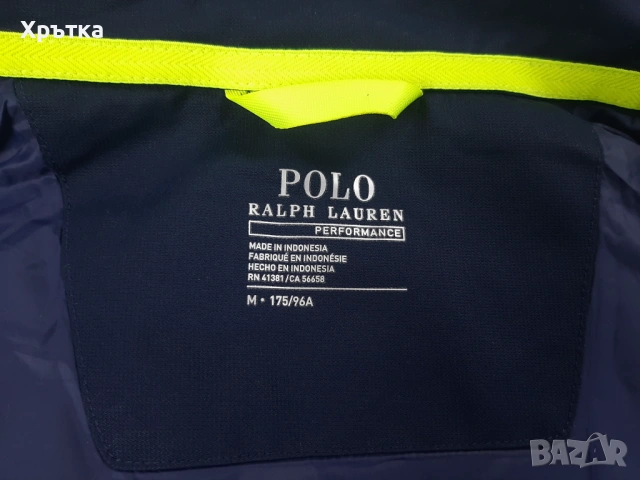 Хрътка
POLO
RALPH LAUREN
PERFORMANCE
MADE IN INDONESIA
FABRIQUÉ EN INDONÉSIE
HECHO EN INDONESIA
RN 41381 / CA 56658
M • 175/96A
BAZAR